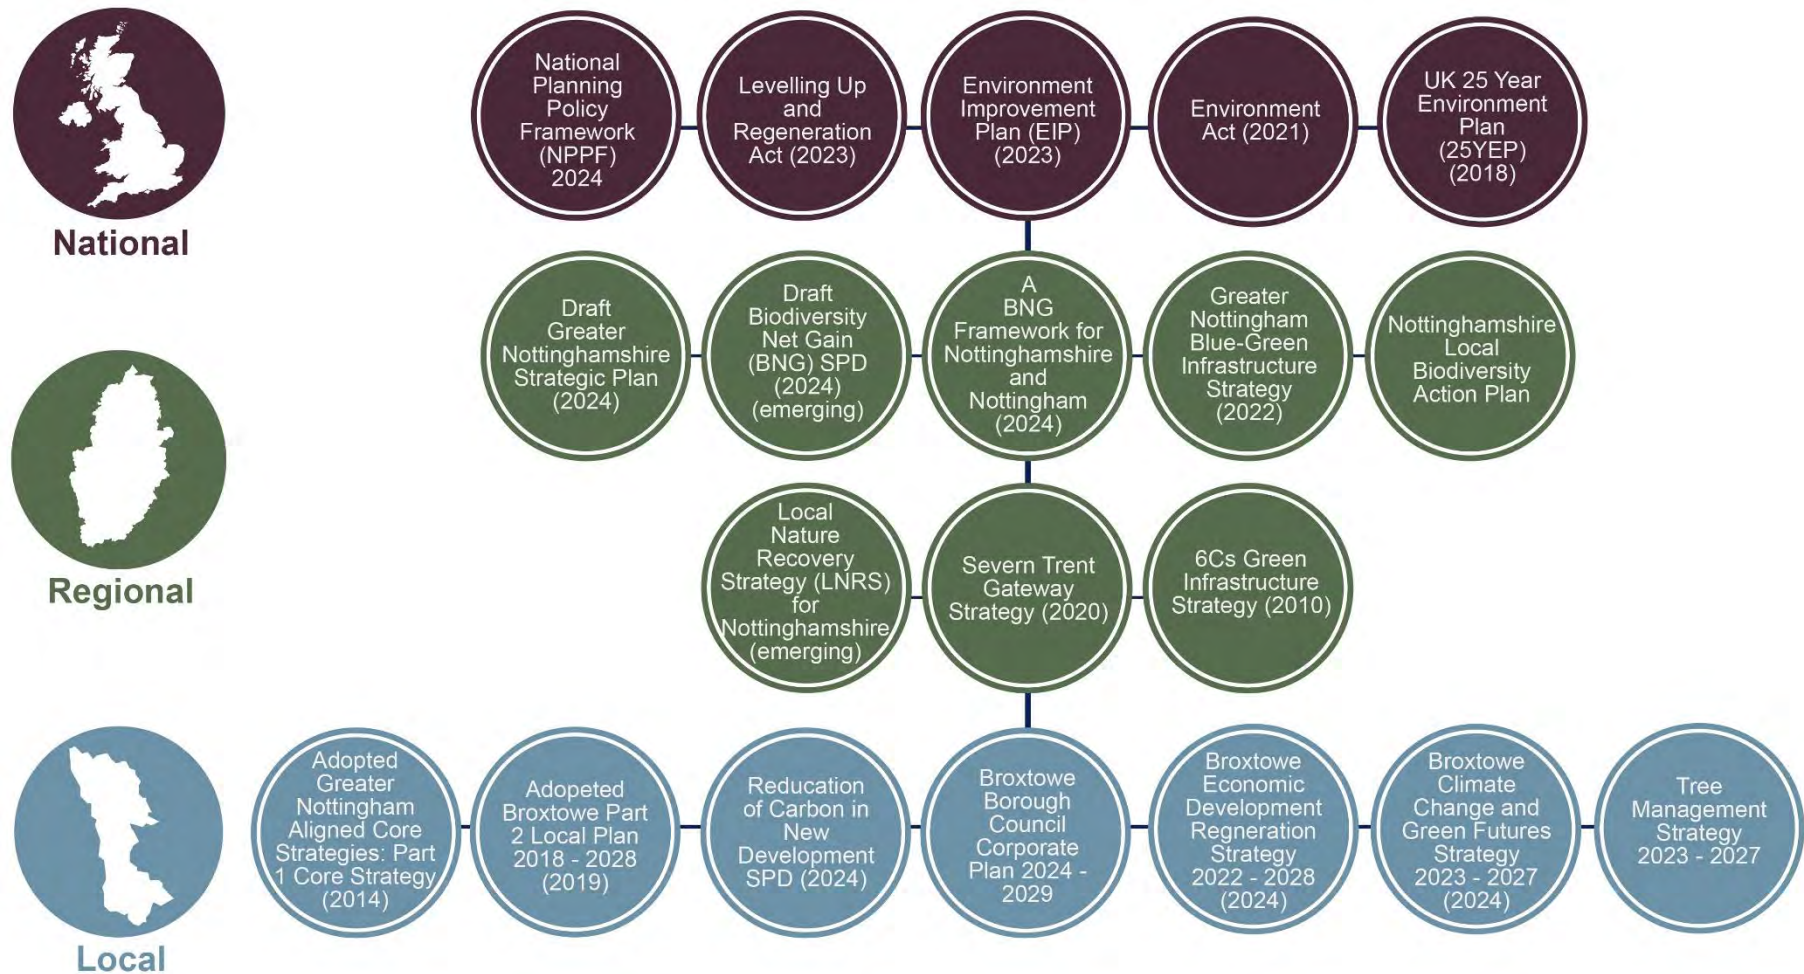 National
Planning
Policy
Framework
(NPPF)
2024
Levelling Up
and
Regeneration
Act (2023)
Environment
Improvement
Plan (EIP)
(2023)
Environment
Act (2021)
UK 25 Year
Environment
Plan
(25YEP)
(2018)
National
Draft
Greater
Nottinghamshire
Strategic Plan
(2024)
Draft
Biodiversity
Net Gain
(BNG) SPD
(2024)
(emerging)
A
BNG
Framework for
Nottinghamshire
and
Nottingham
(2024)
Greater
Nottingham
Blue-Green
Infrastructure
Strategy
(2022)
Nottinghamshire
Local
Biodiversity
Action Plan
Local
Nature
Recovery
Strategy (LNRS)
for
Nottinghamshire
(emerging)
Severn Trent
Gateway
Strategy (2020)
6Cs Green
Infrastructure
Strategy (2010)
Regional
Adopted
Greater
Nottingham
Aligned Core
Strategies: Part
1 Core Strategy
(2014)
Adopeted
Broxtowe Part
2 Local Plan
2018 - 2028
(2019)
Reducation
of Carbon in
New
Development
SPD (2024)
Broxtowe
Borough
Council
Corporate
Plan 2024 -
2029
Broxtowe
Economic
Development
Regneration
Strategy
2022 - 2028
(2024)
Broxtowe
Climate
Change and
Green Futures
Strategy
2023 - 2027
(2024)
Tree
Management
Strategy
2023 - 2027
Local